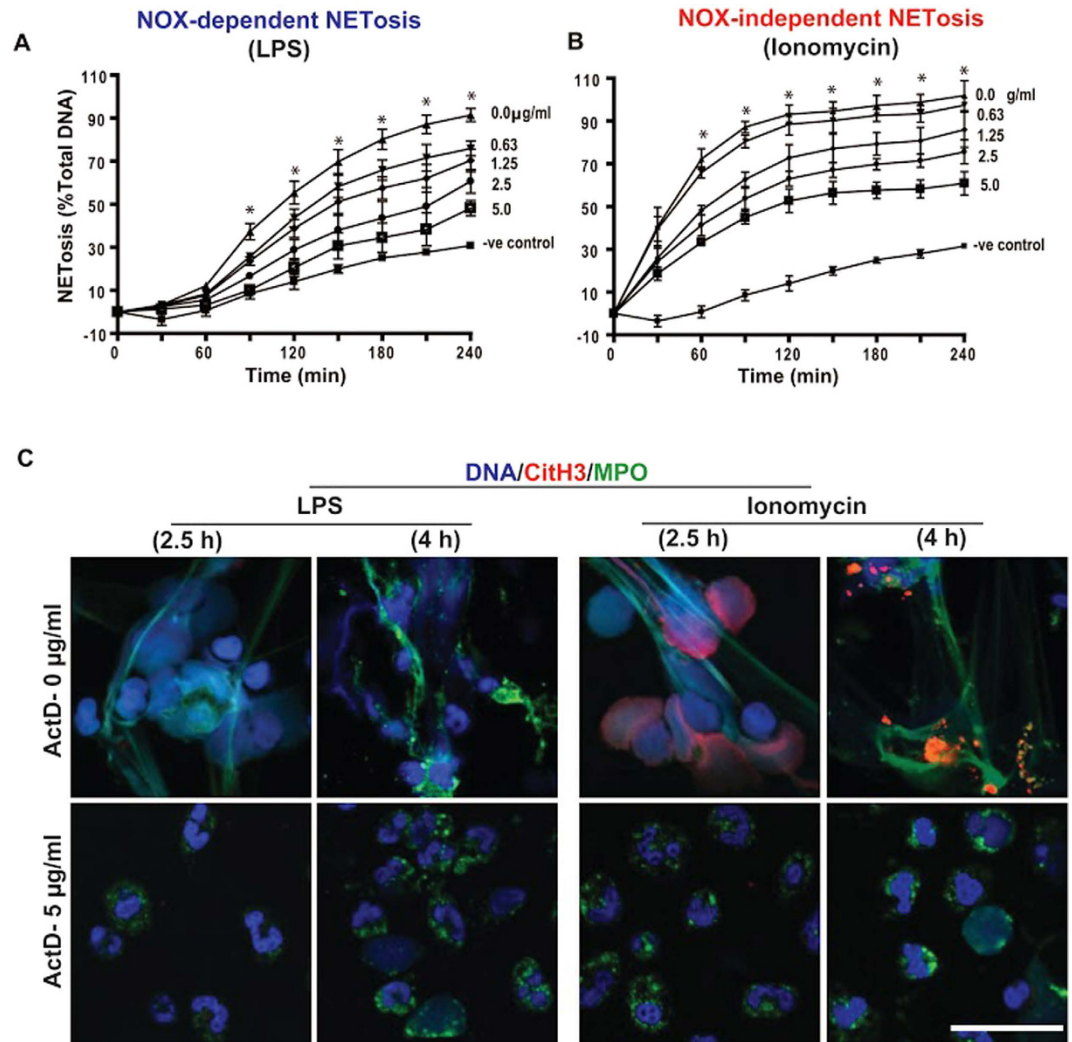 NOX-dependent NETosis
(LPS)
NOX-independent NETosis
(Ionomycin)
A
B
NETosis (%Total DNA)
110
90
70
50
30
10
-10
0
60
120
180
240
Time (min)
*
*
*
*
*
*
0.0µg/ml
0.63
1.25
2.5
5.0
-ve control
110
90
70
50
30
10
-10
0
60
120
180
240
Time (min)
*
*
*
*
*
*
*
0.0 g/ml
0.63
1.25
2.5
5.0
-ve control
C
DNA/CitH3/MPO
LPS
Ionomycin
(2.5 h)
(4 h)
(2.5 h)
(4 h)
ActD- 0 µg/ml
ActD- 5 µg/ml